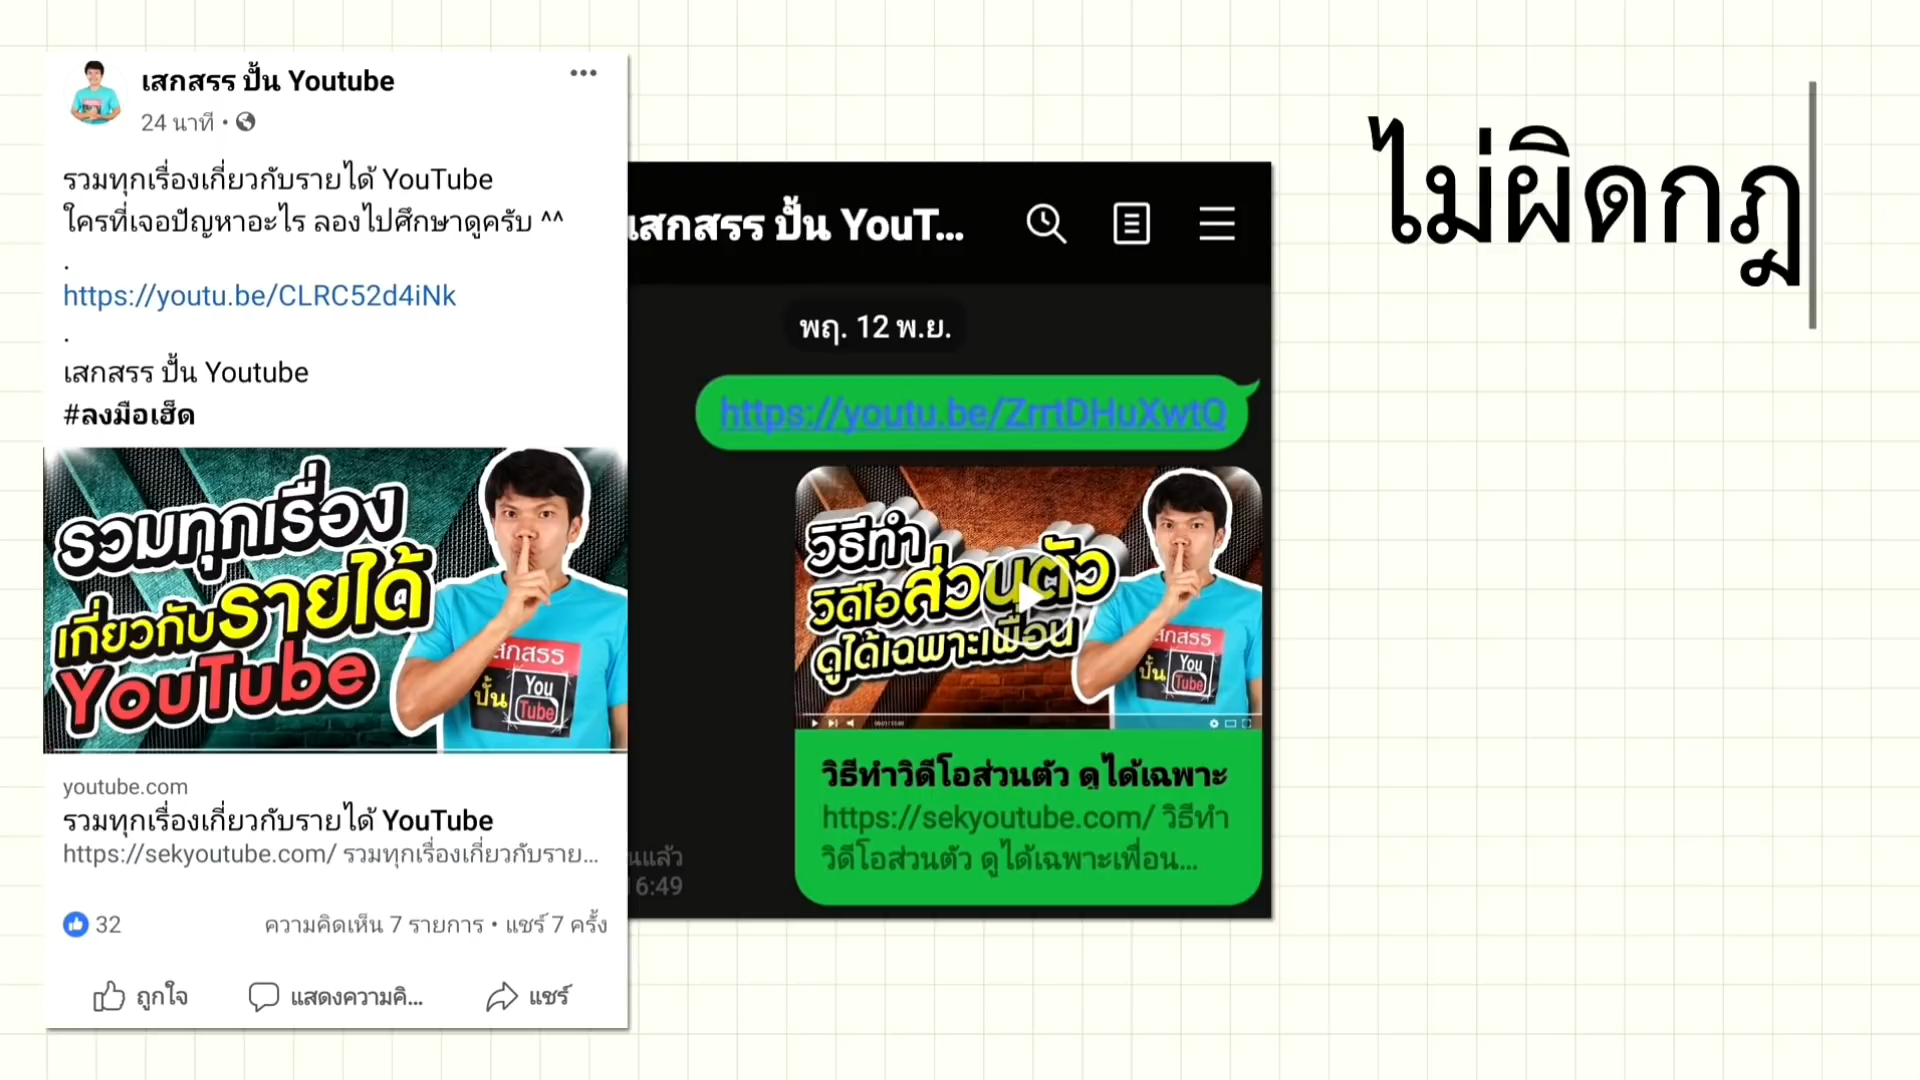 เสกสรร ปั้น Youtube
24 นาที
รวมทุกเรื่องเกี่ยวกับรายได้ YouTube
ใครที่เจอปัญหาอะไร ลองไปศึกษาดูครับ ^^
.
https://youtu.be/CLRC52d4iNk
.
เสกสรร ปั้น Youtube
#ลงมือเฮ็ด
รวมทุกเรื่อง
เกี่ยวกับรายได้
YouTube
เสกสรร
ปั้น You
Tube
youtube.com
รวมทุกเรื่องเกี่ยวกับรายได้ YouTube
https://sekyoutube.com/ รวมทุกเรื่องเกี่ยวกับราย...
32
ความคิดเห็น 7 รายการ • แชร์ 7 ครั้ง
ถูกใจ
แสดงความคิ...
แชร์
เสกสรร ปั้น YouT...
พฤ. 12 พ.ย.
https://youtu.be/ZrrtDHuXwtQ
วิธีทำ
วิดีโอส่วนตัว
ดูได้เฉพาะเพื่อน
เสกสรร
ปั้น You
Tube
วิธีทำวิดีโอส่วนตัว ดูได้เฉพาะ
https://sekyoutube.com/ วิธีทำ
วิดีโอส่วนตัว ดูได้เฉพาะเพื่อน...
นแล้ว
6:49
ไม่ผิดกฎ